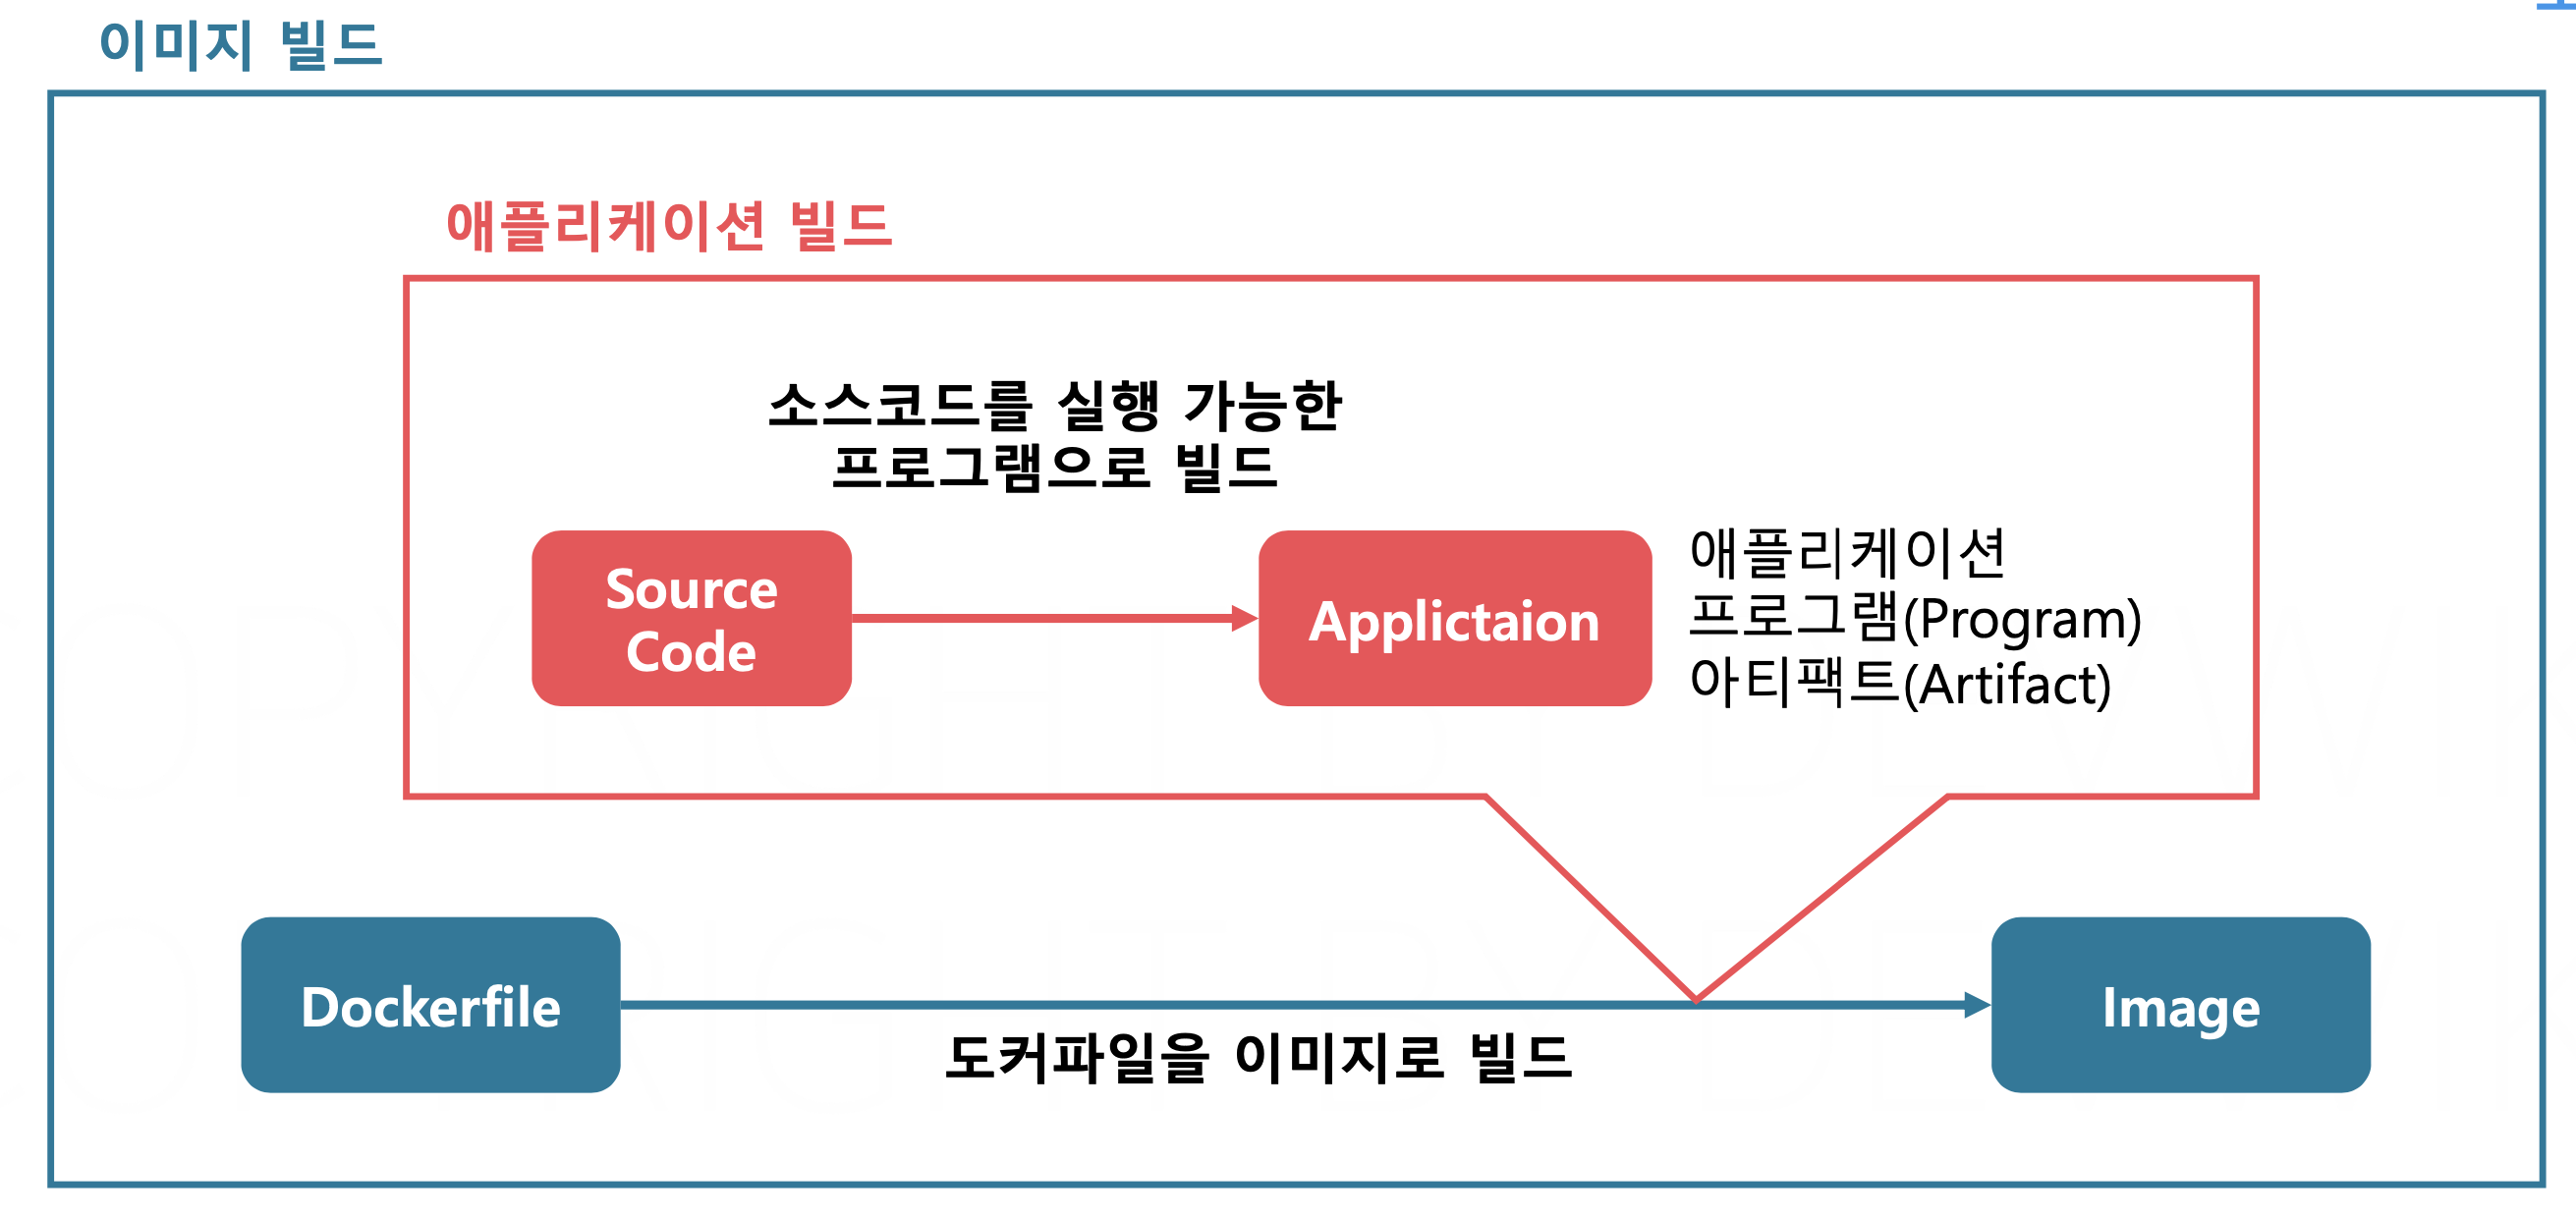 이미지 빌드
애플리케이션 빌드
소스코드를 실행 가능한
프로그램으로 빌드
Source
Code
Applictaion
애플리케이션
프로그램(Program)
아티팩트(Artifact)
Dockerfile
도커파일을 이미지로 빌드
Image